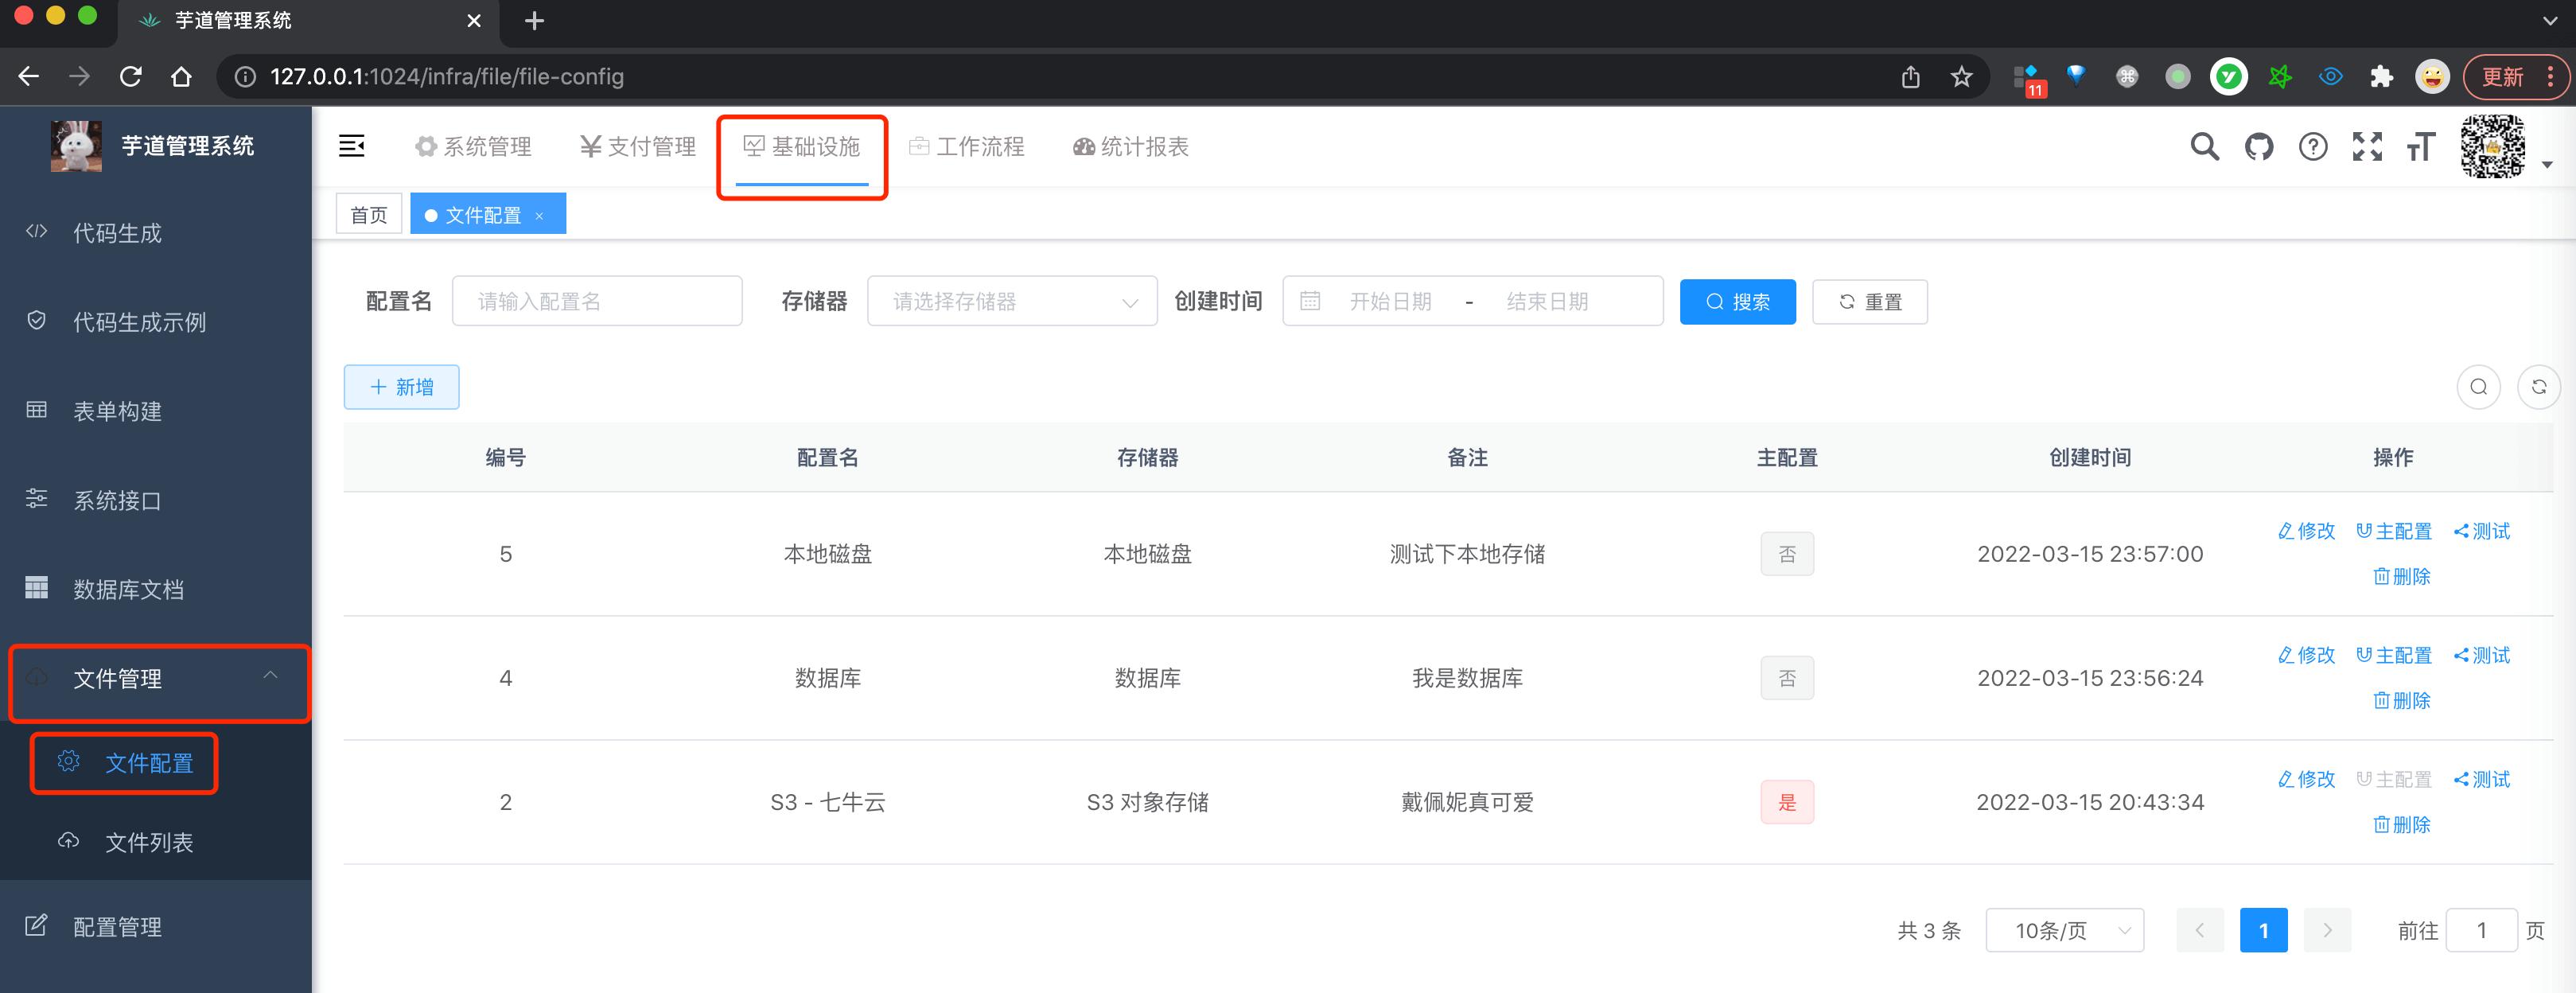 芋道管理系统
127.0.0.1:1024/infra/file/file-config
11
更新
芋道管理系统
系统管理
支付管理
基础设施
工作流程
统计报表
首页
文件配置
代码生成
代码生成示例
表单构建
系统接口
数据库文档
文件管理
文件配置
文件列表
配置管理
配置名 请输入配置名 存储器 请选择存储器 创建时间 开始日期 - 结束日期 搜索 重置
新增
编号 配置名 存储器 备注 主配置 创建时间 操作
5 本地磁盘 本地磁盘 测试下本地存储 否 2022-03-15 23:57:00 修改 主配置 测试
删除
4 数据库 数据库 我是数据库 否 2022-03-15 23:56:24 修改 主配置 测试
删除
2 S3 - 七牛云 S3 对象存储 戴佩妮真可爱 是 2022-03-15 20:43:34 修改 主配置 测试
删除
共 3 条 10条/页 1 前往 1 页